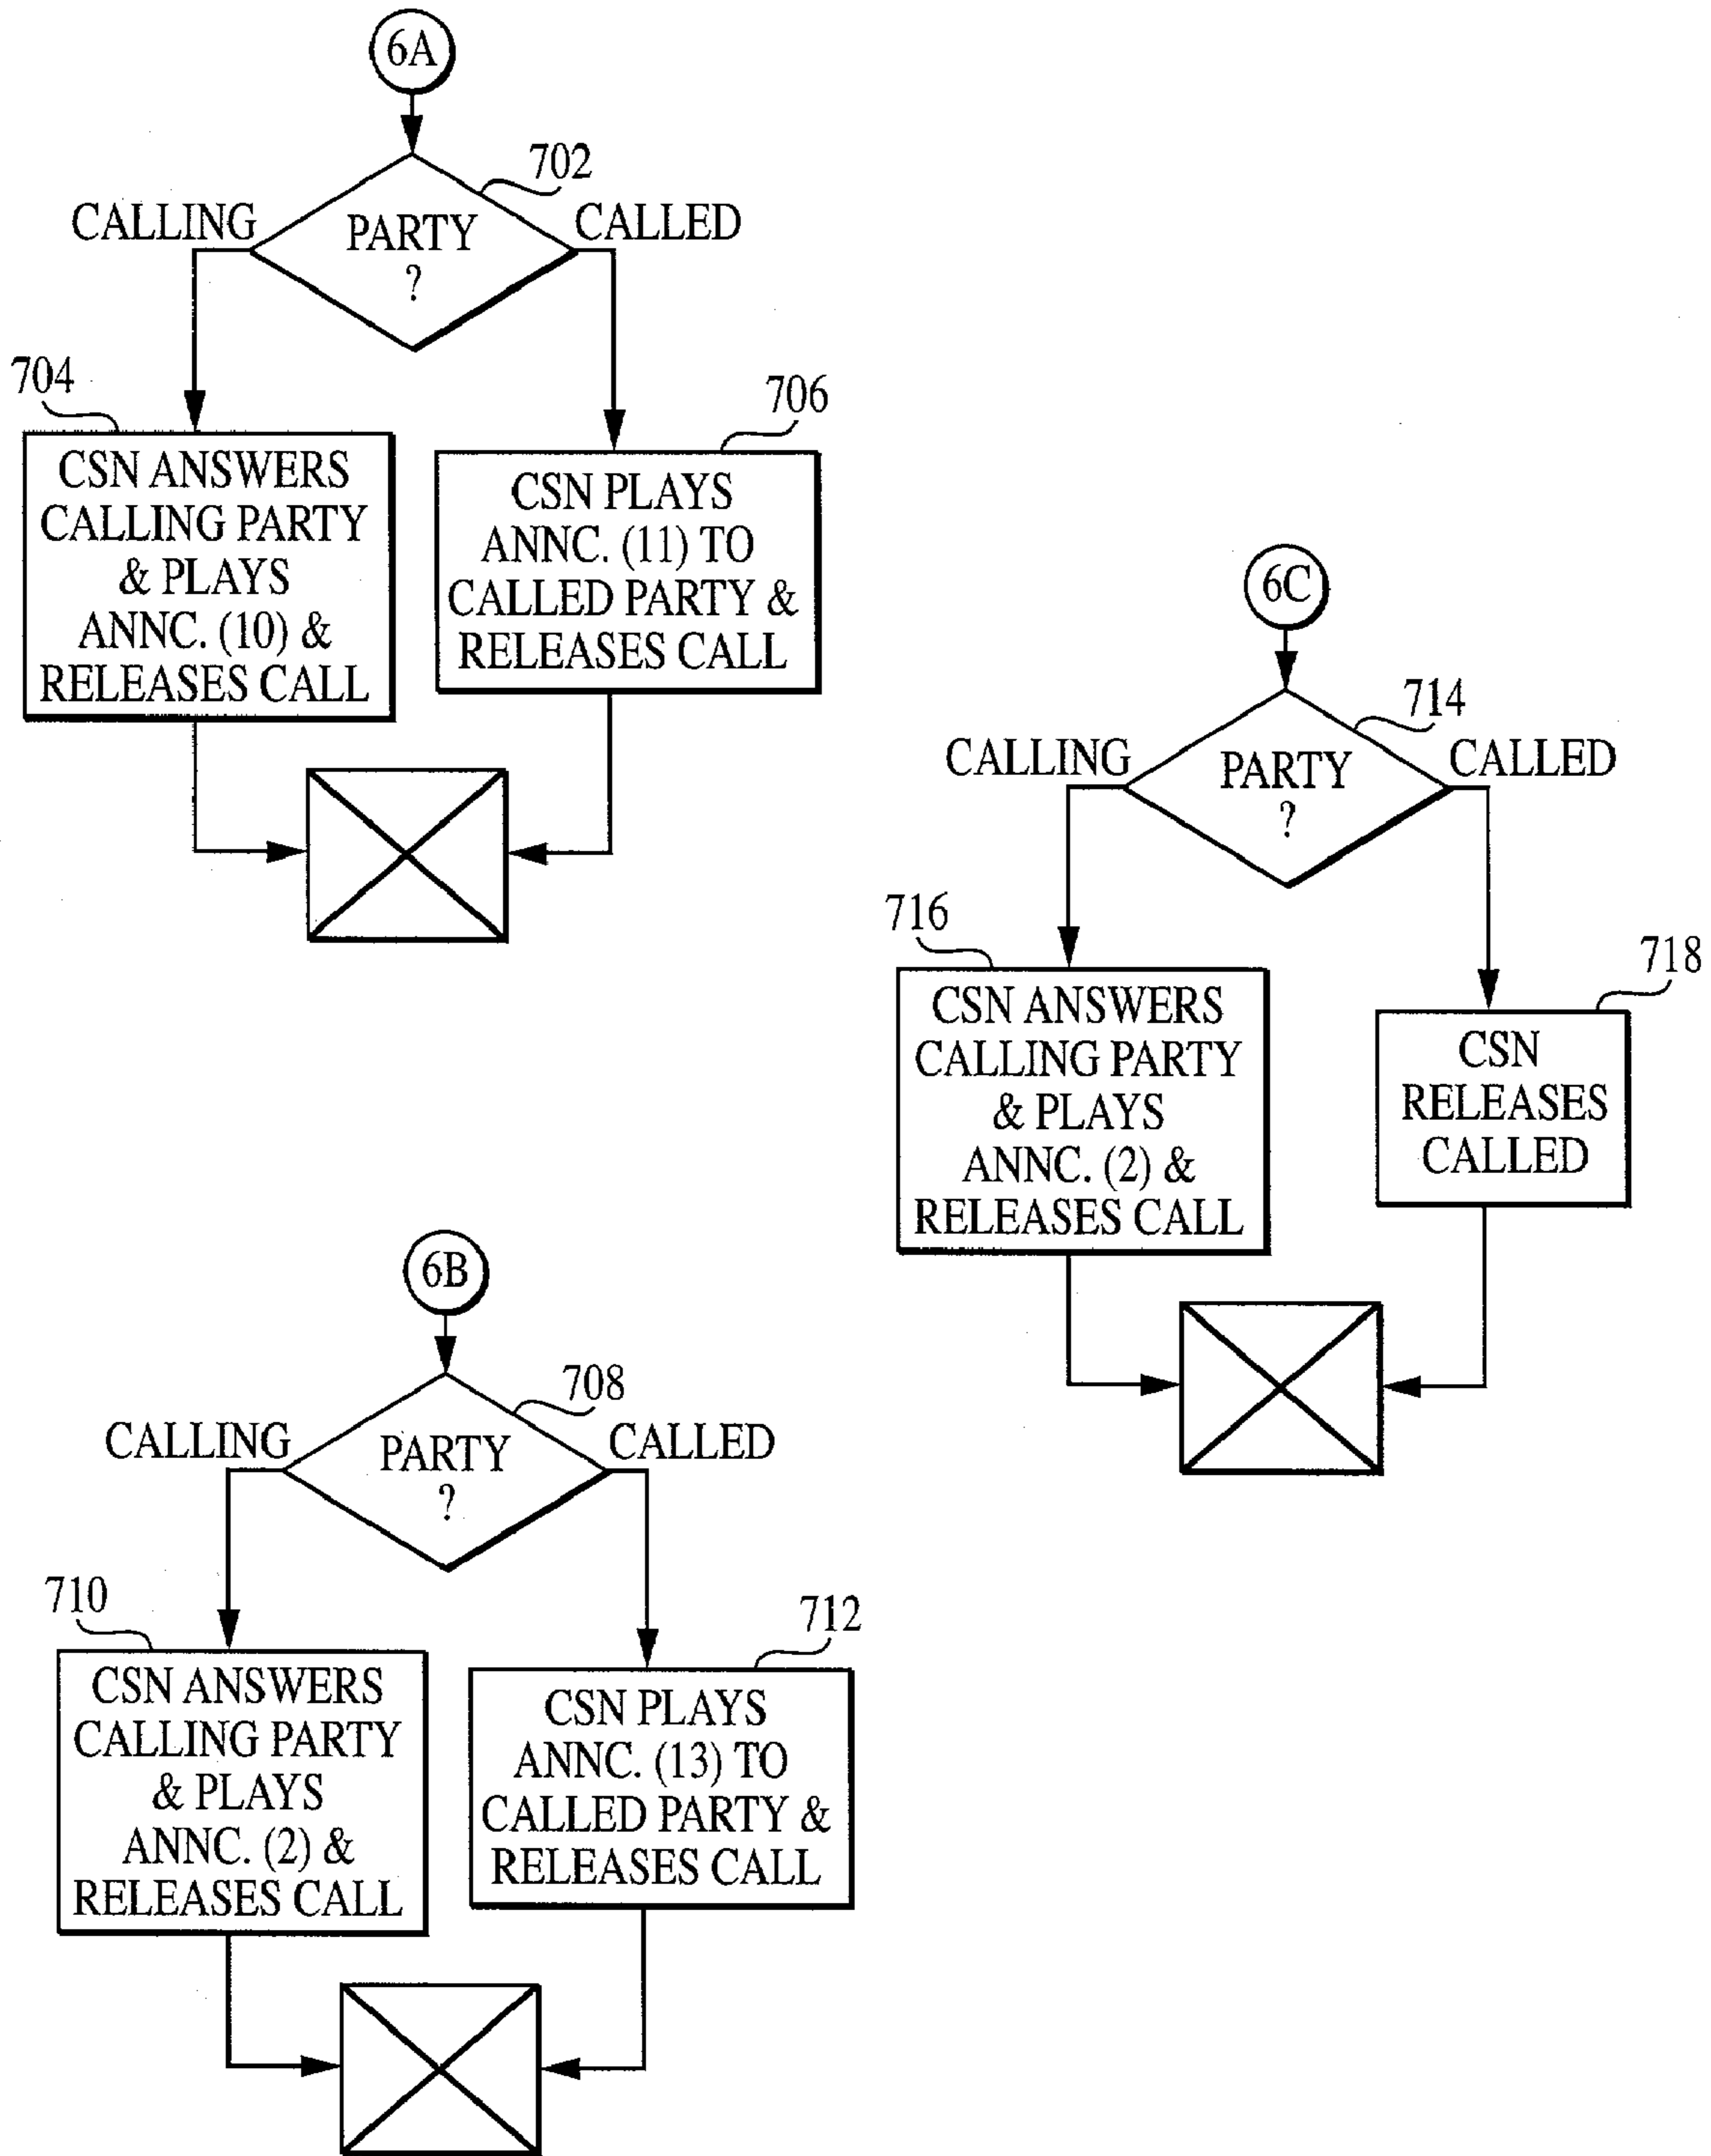 6A
702
CALLING
PARTY
?
CALLED
704
CSN ANSWERS
CALLING PARTY
& PLAYS
ANNC. (10) &
RELEASES CALL
706
CSN PLAYS
ANNC. (11) TO
CALLED PARTY &
RELEASES CALL
6C
714
CALLING
PARTY
?
CALLED
716
CSN ANSWERS
CALLING PARTY
& PLAYS
ANNC. (2) &
RELEASES CALL
718
CSN
RELEASES
CALLED
6B
708
CALLING
PARTY
?
CALLED
710
CSN ANSWERS
CALLING PARTY
& PLAYS
ANNC. (2) &
RELEASES CALL
712
CSN PLAYS
ANNC. (13) TO
CALLED PARTY &
RELEASES CALL